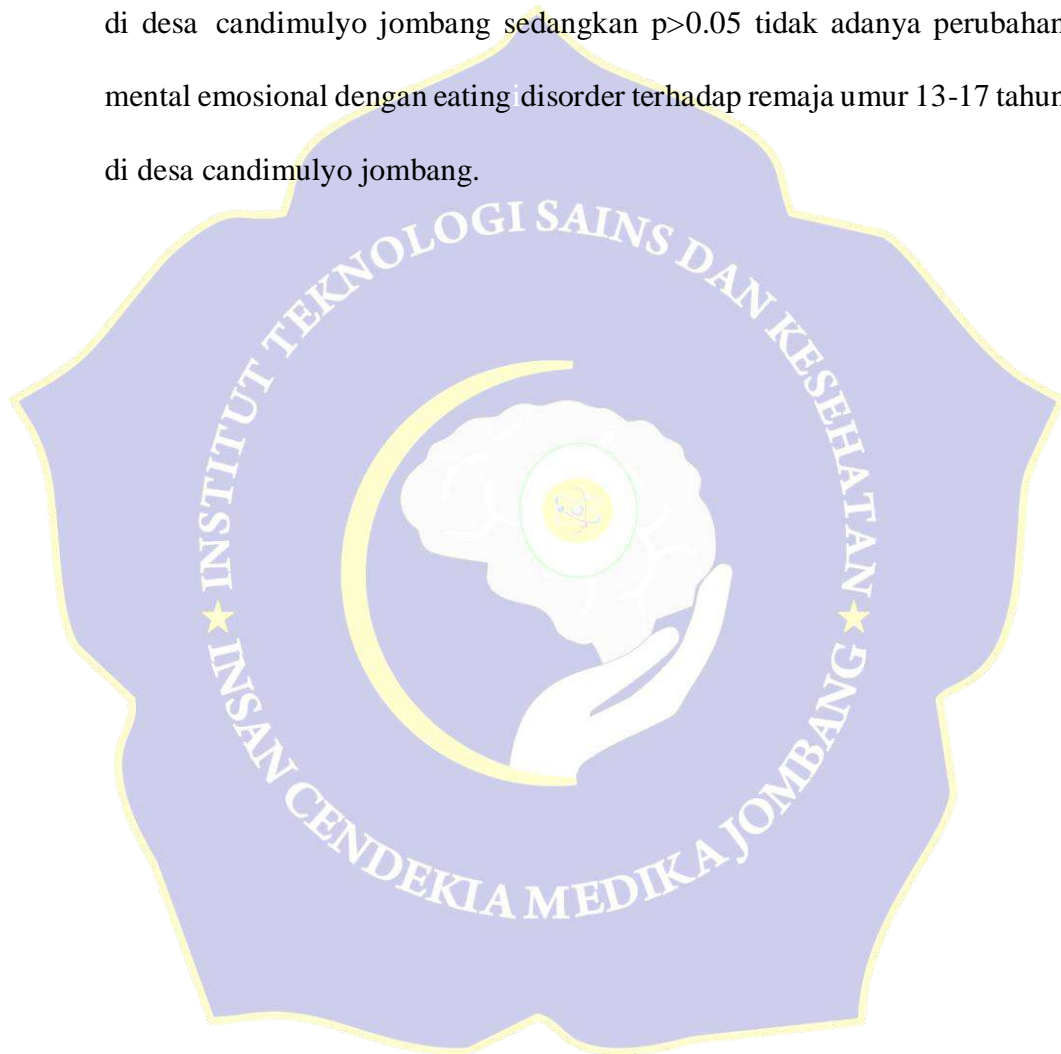 di desa candimulyo jombang sedangkan p>0.05 tidak adanya perubahan
mental emosional dengan eating i disorder terhadap remaja umur 13-17 tahun
di desa candimulyo jombang.
INSTITUT TEKNOLOGI SAINS DAN KESEHATAN
INSAN CENDEKIA MEDIKA JOMBANG